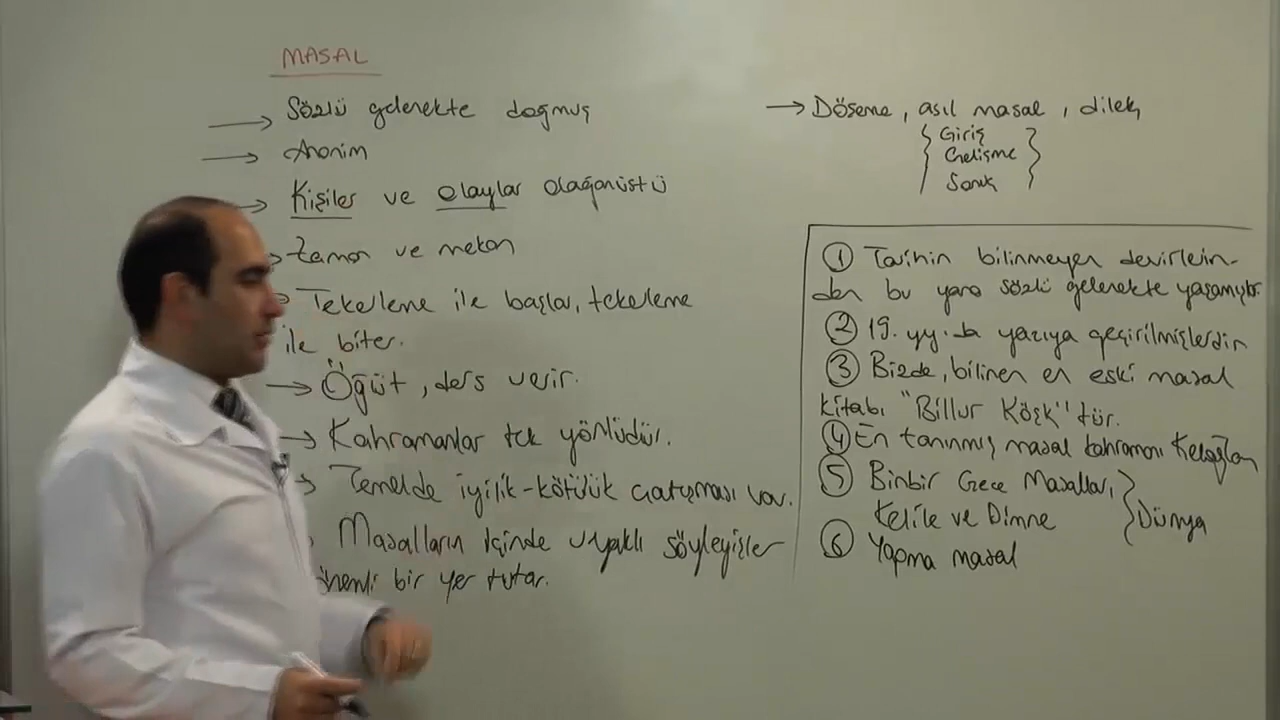 MASAL
→ Sözlü gelenekte doğmuş
→ Anonim
→ Kişiler ve olaylar olağanüstü
→ Zaman ve mekan
→ Tekerleme ile başlar, tekerleme
ile biter.
→ Öğüt, ders verir.
→ Kahramanlar tek yönlüdür.
→ Temelde iyilik-kötülük çatışması var.
→ Masalların içinde uyaklı söyleyişler
önemli bir yer tutar.
→ Döşeme, asıl masal, dilek
Giriş
Gelişme
Sonuç
① Tarihin bilinmeyen devirlerin-
den bu yana sözlü gelenekte yaşamıştır.
② 19. yy.da yazıya geçirilmişlerdir
③ Bizde, bilinen en eski masal
kitabı "Billur Köşk" tür.
④ En tanınmış masal kahramanı Keloğlan
⑤ Binbir Gece Masalları,
Kelile ve Dimne } Dünya
⑥ Yapma masal